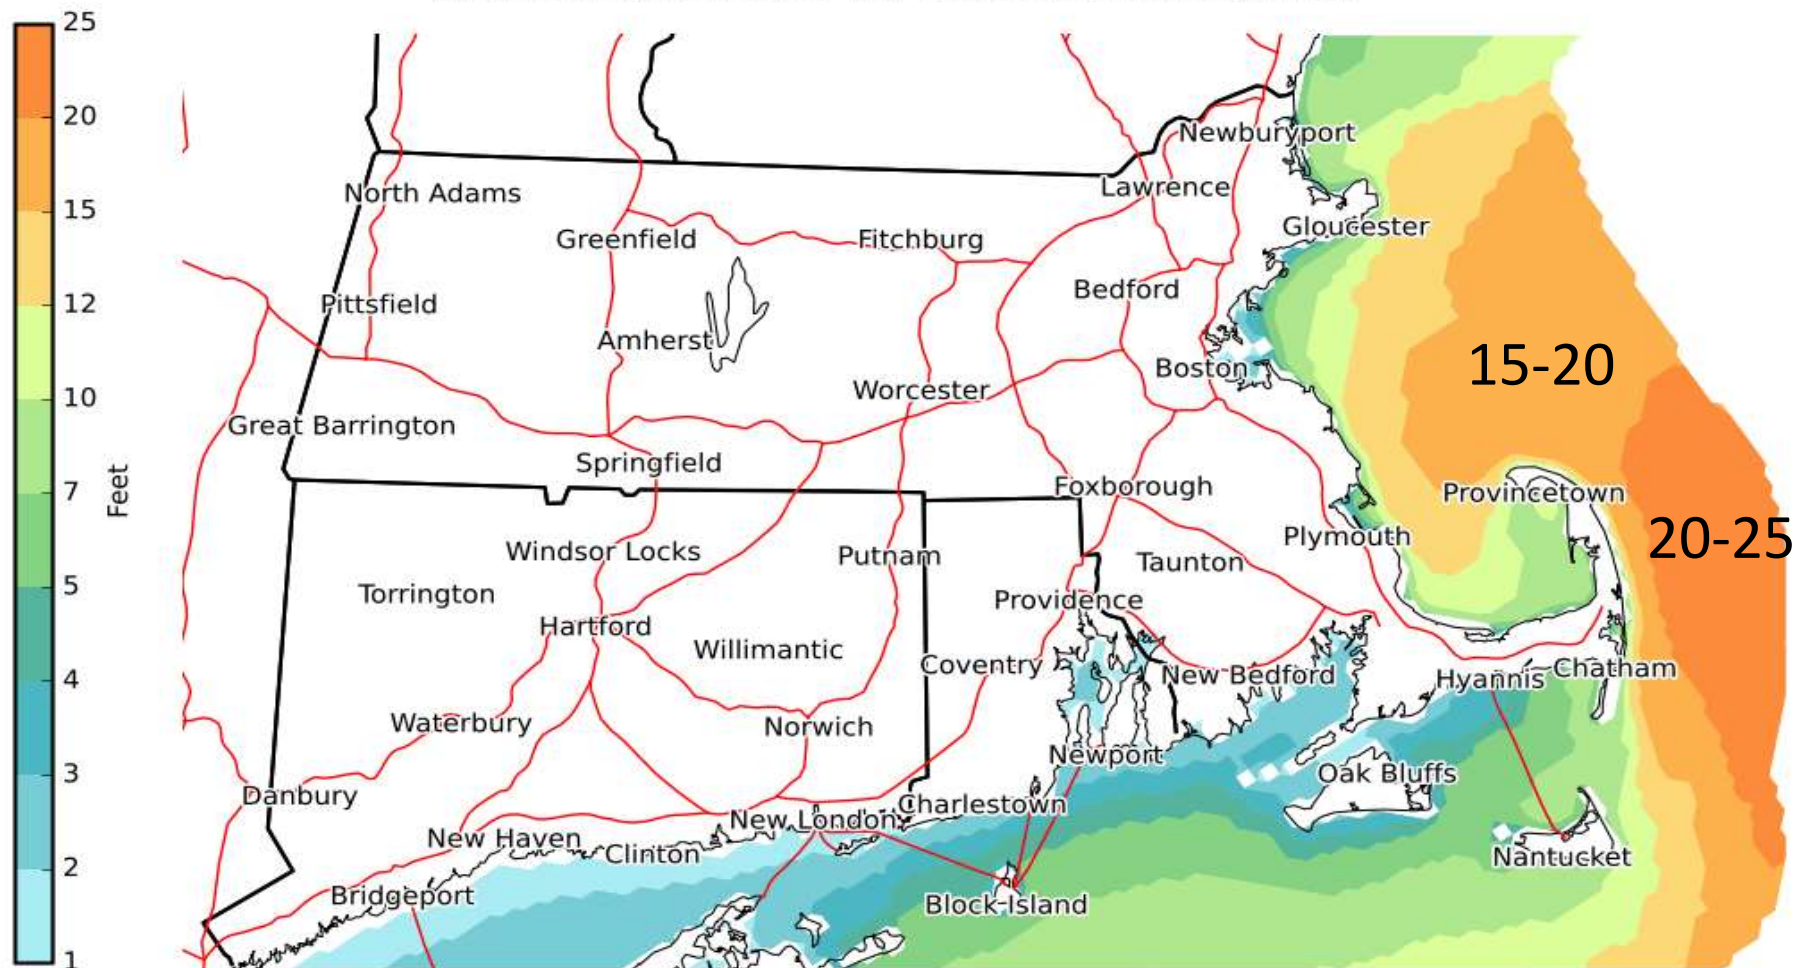 25
20
15
12
10
7
5
4
3
2
1
Feet
Newburyport
North Adams
Lawrence
Gloucester
Greenfield
Fitchburg
Bedford
Pittsfield
Amherst
Boston
15-20
Worcester
Great Barrington
Springfield
Foxborough
Provincetown
Plymouth
20-25
Windsor Locks
Putnam
Taunton
Torrington
Providence
Hartford
Willimantic
Coventry
New Bedford
Hyannis
Chatham
Waterbury
Norwich
Newport
Oak Bluffs
Danbury
Charlestown
New London
New Haven
Clinton
Nantucket
Bridgeport
Block Island